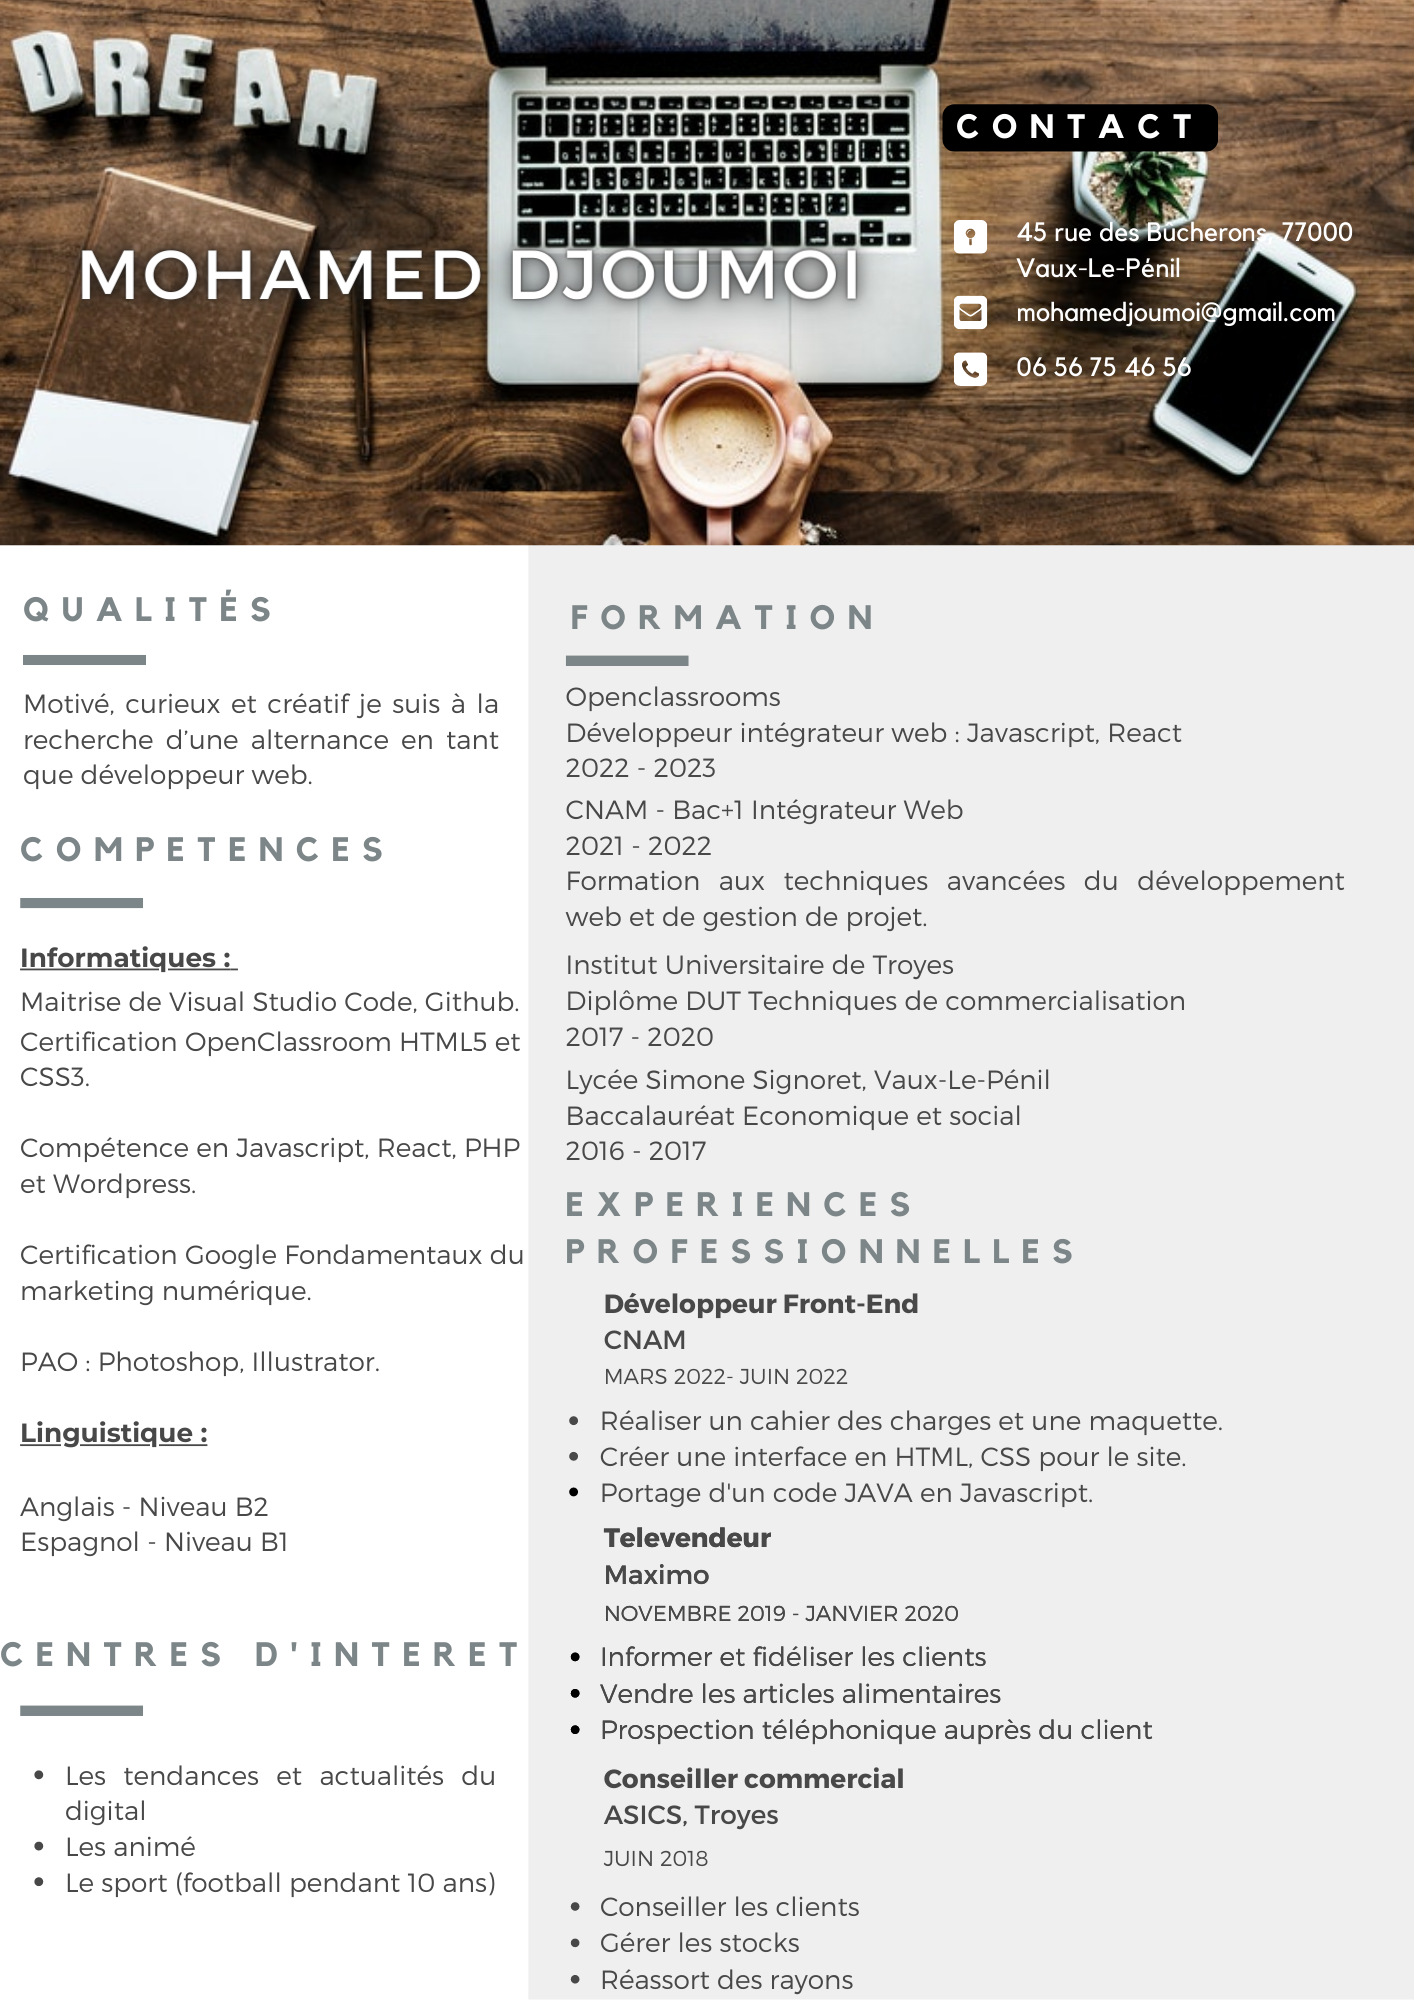 DREAM
CONTACT
45 rue des Bucherons, 77000
Vaux-Le-Pénil
MOHAMED DJOUMOI
mohamedjoumoi@gmail.com
06 56 75 46 56
QUALITÉS
Motivé, curieux et créatif je suis à la
recherche d’une alternance en tant
que développeur web.
COMPETENCES
Informatiques :
Maitrise de Visual Studio Code, Github.
Certification OpenClassroom HTML5 et
CSS3.
Compétence en Javascript, React, PHP
et Wordpress.
Certification Google Fondamentaux du
marketing numérique.
PAO : Photoshop, Illustrator.
Linguistique :
Anglais - Niveau B2
Espagnol - Niveau B1
CENTRES D'INTERET
• Les tendances et actualités du
digital
• Les animé
• Le sport (football pendant 10 ans)
FORMATION
Openclassrooms
Développeur intégrateur web : Javascript, React
2022 - 2023
CNAM - Bac+1 Intégrateur Web
2021 - 2022
Formation aux techniques avancées du développement
web et de gestion de projet.
Institut Universitaire de Troyes
Diplôme DUT Techniques de commercialisation
2017 - 2020
Lycée Simone Signoret, Vaux-Le-Pénil
Baccalauréat Economique et social
2016 - 2017
EXPERIENCES
PROFESSIONNELLES
Développeur Front-End
CNAM
MARS 2022- JUIN 2022
• Réaliser un cahier des charges et une maquette.
• Créer une interface en HTML, CSS pour le site.
• Portage d'un code JAVA en Javascript.
Televendeur
Maximo
NOVEMBRE 2019 - JANVIER 2020
• Informer et fidéliser les clients
• Vendre les articles alimentaires
• Prospection téléphonique auprès du client
Conseiller commercial
ASICS, Troyes
JUIN 2018
• Conseiller les clients
• Gérer les stocks
• Réassort des rayons